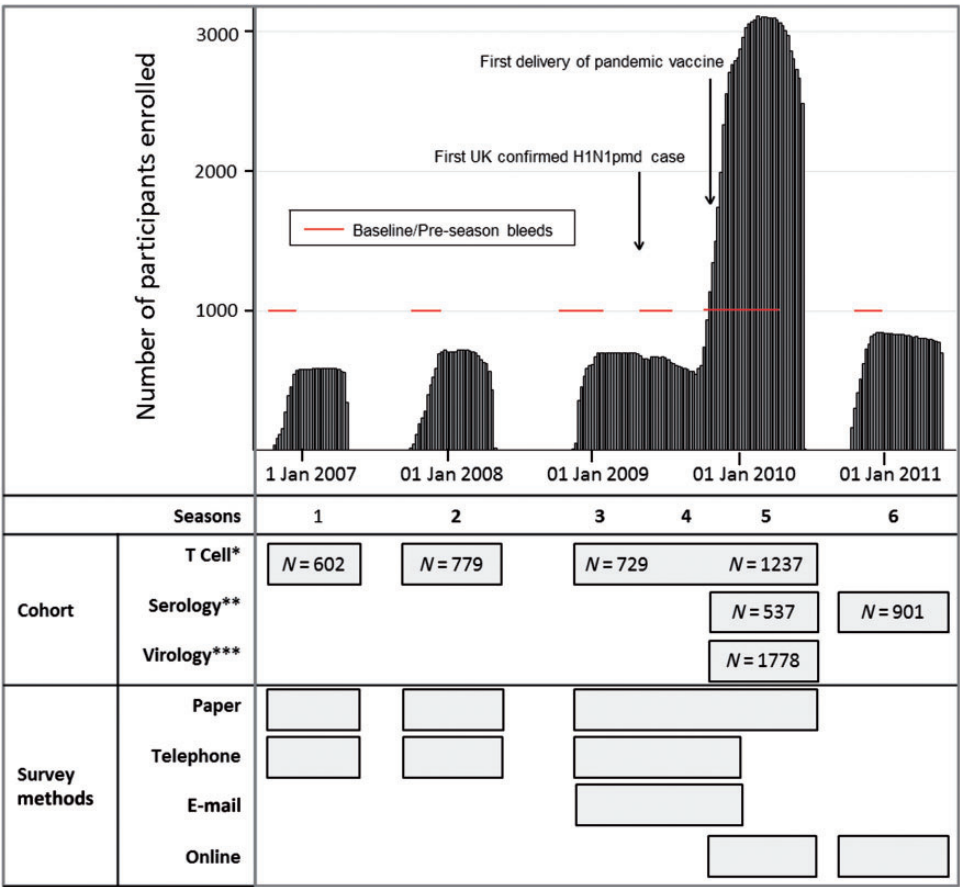 Number of participants enrolled
3000
2000
1000
First delivery of pandemic vaccine
First UK confirmed H1N1pmd case
Baseline/Pre-season bleeds
1 Jan 2007 01 Jan 2008 01 Jan 2009 01 Jan 2010 01 Jan 2011
Seasons 1 2 3 4 5 6
Cohort
T Cell* N = 602 N = 779 N = 729 N = 1237
Serology** N = 537 N = 901
Virology*** N = 1778
Survey
methods
Paper
Telephone
E-mail
Online